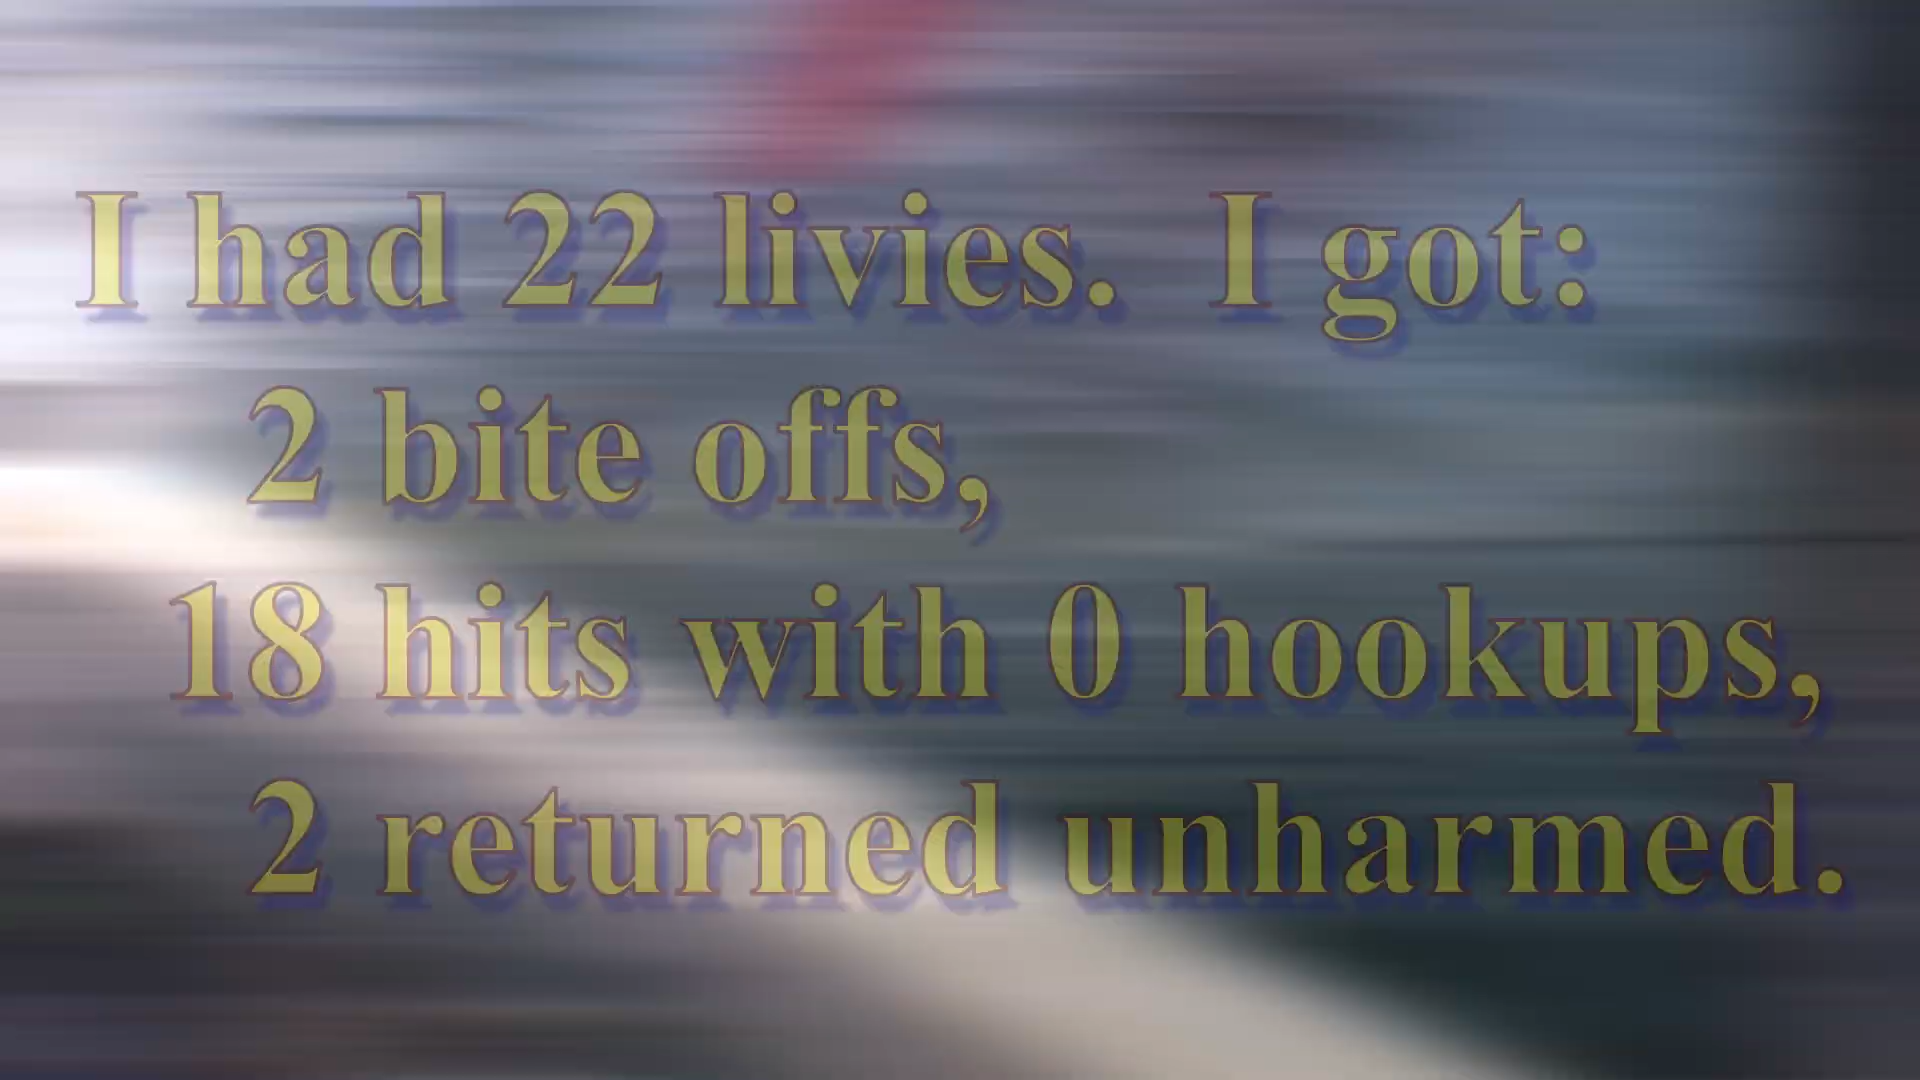 I had 22 livies. I got:
2 bite offs,
18 hits with 0 hookups,
2 returned unharmed.